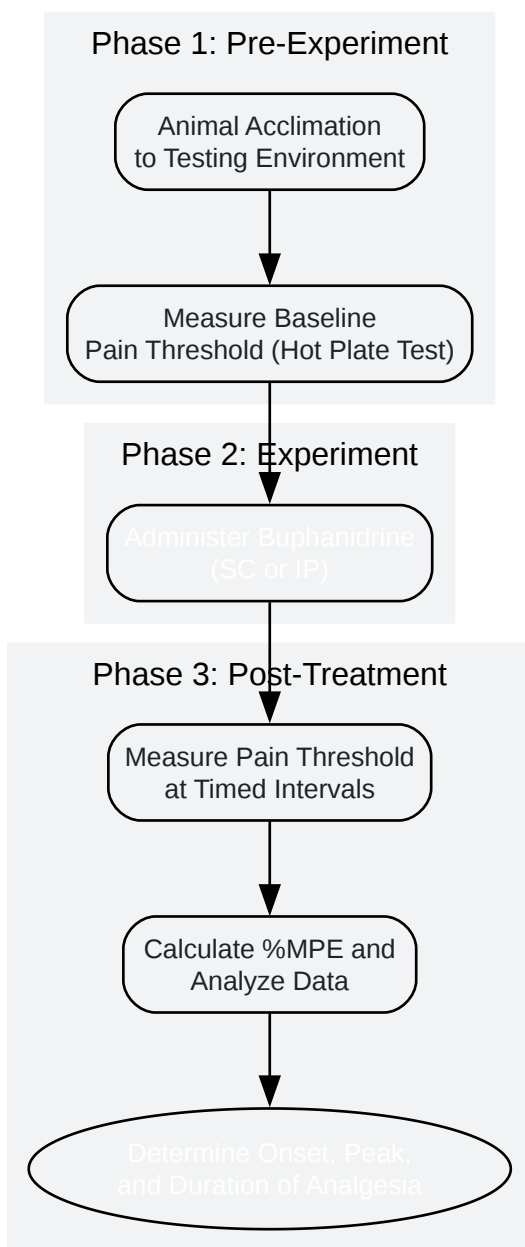 Phase 1: Pre-Experiment
Animal Acclimation
to Testing Environment
Measure Baseline
Pain Threshold (Hot Plate Test)
Phase 2: Experiment
Administer Buphanidrine
(SC or IP)
Phase 3: Post-Treatment
Measure Pain Threshold
at Timed Intervals
Calculate %MPE and
Analyze Data
Determine Onset, Peak,
and Duration of Analgesia